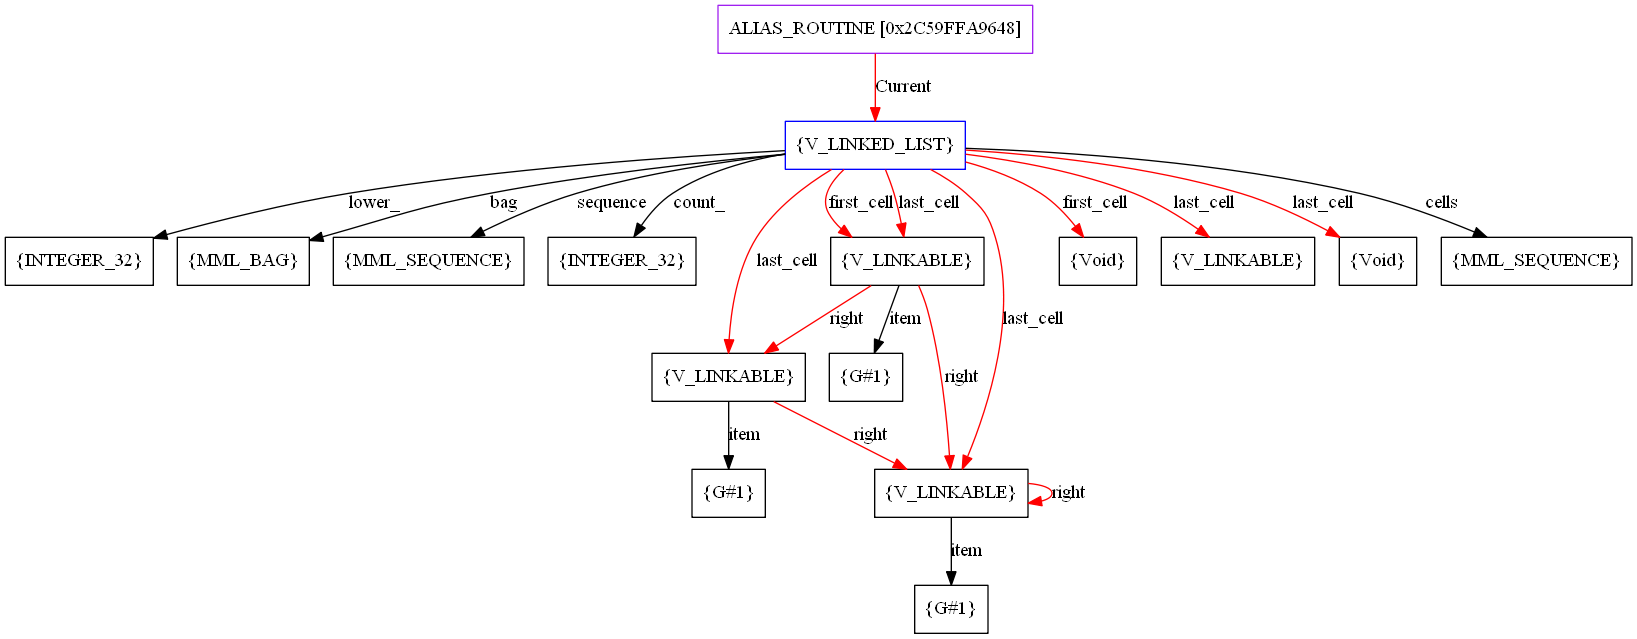 ALIAS_ROUTINE [0x2C59FFA9648]
Current
{V_LINKED_LIST}
lower_
bag
sequence
count_
first_cell
last_cell
first_cell
last_cell
last_cell
cells
{INTEGER_32}
{MML_BAG}
{MML_SEQUENCE}
{INTEGER_32}
last_cell
{V_LINKABLE}
{Void}
{V_LINKABLE}
{Void}
{MML_SEQUENCE}
right
item
last_cell
{V_LINKABLE}
{G#1}
right
item
right
{G#1}
{V_LINKABLE}
right
item
{G#1}